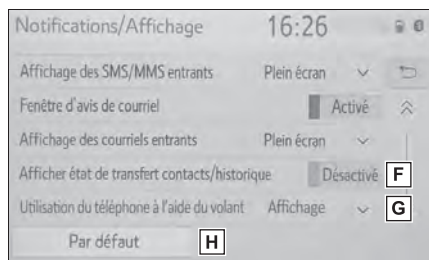 Notifications/Affichage 16:26
Affichage des SMS/MMS entrants Plein écran
Fenêtre d'avis de courriel Activé
Affichage des courriels entrants Plein écran
Afficher état de transfert contacts/historique Désactivé F
Utilisation du téléphone à l'aide du volant Affichage G
Par défaut H